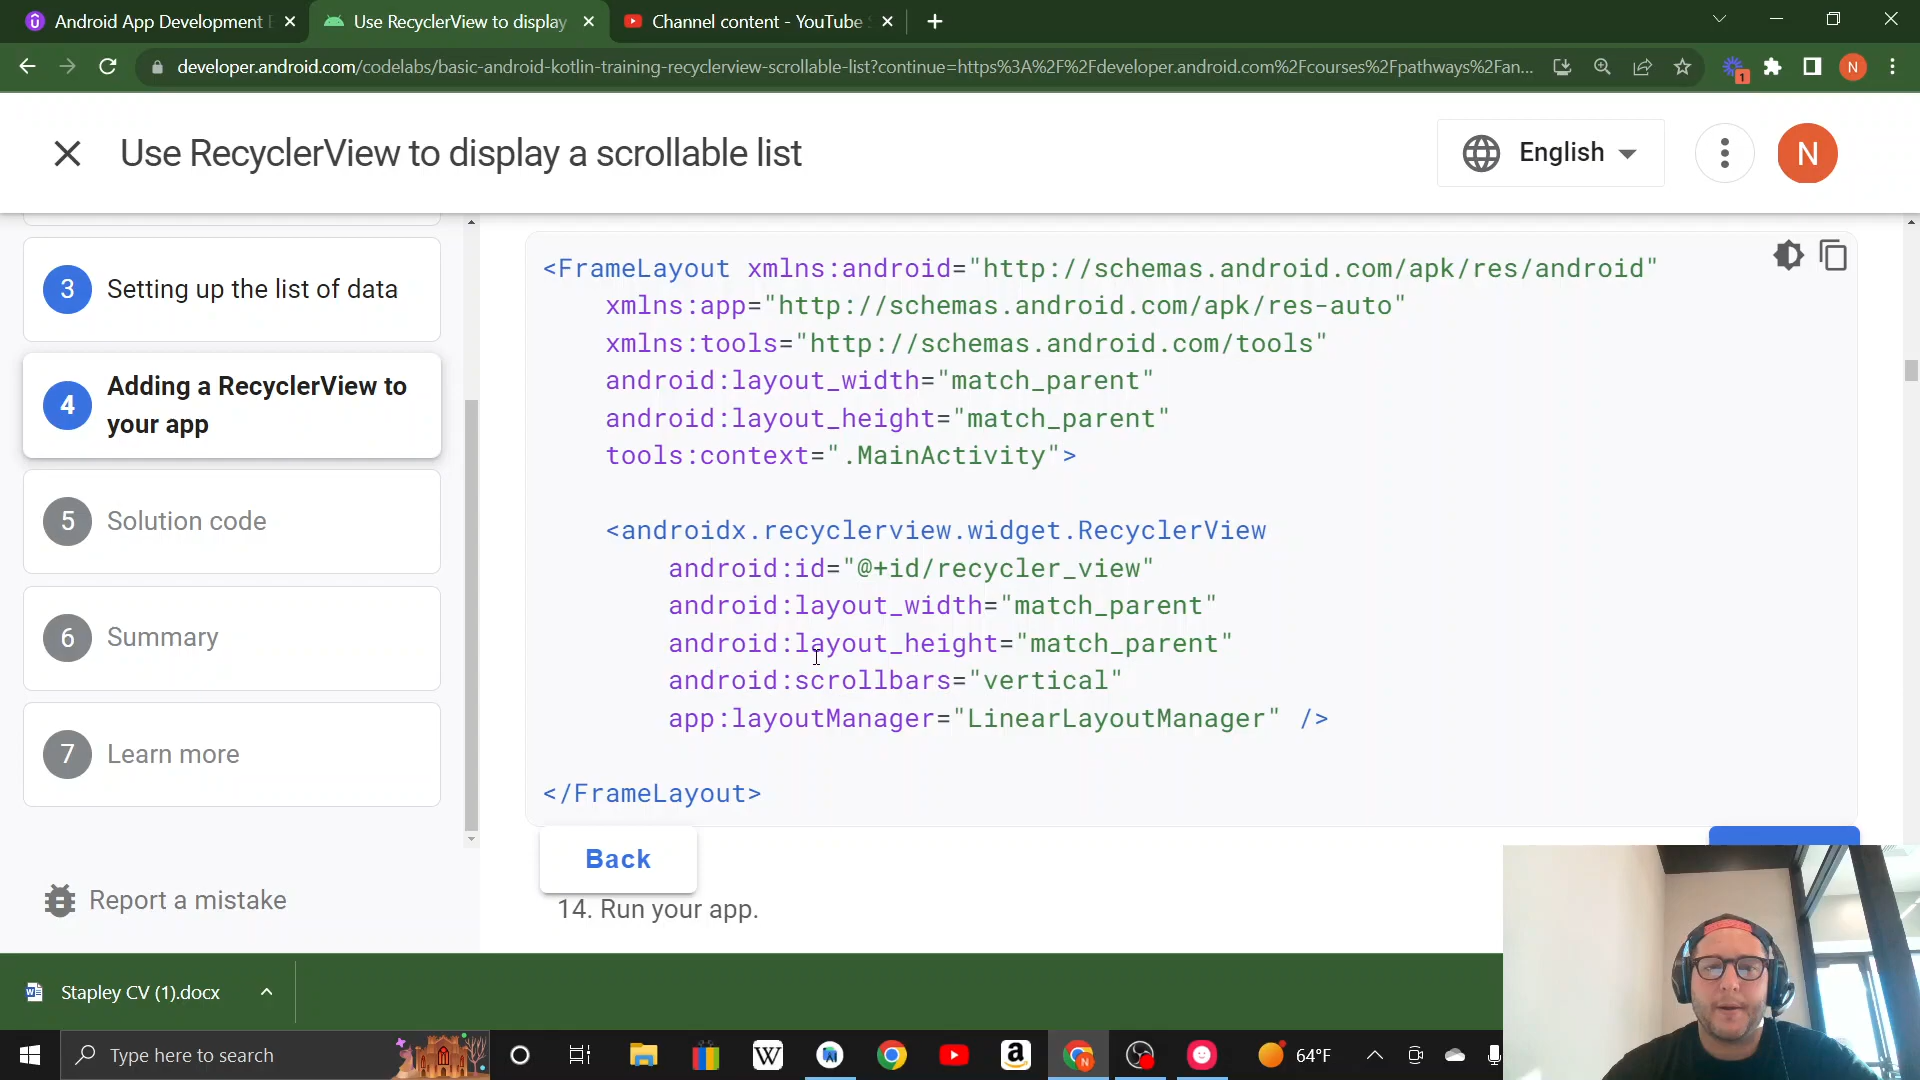 Android App Development
Use RecyclerView to display
Channel content - YouTube
developer.android.com/codelabs/basic-android-kotlin-training-recyclerview-scrollable-list?continue=https%3A%2F%2Fdeveloper.android.com%2Fcourses%2Fpathways%2Fan...
1
N
Use RecyclerView to display a scrollable list
English
N
3 Setting up the list of data
4 Adding a RecyclerView to
your app
5 Solution code
6 Summary
7 Learn more
Report a mistake
<FrameLayout xmlns:android="http://schemas.android.com/apk/res/android"
xmlns:app="http://schemas.android.com/apk/res-auto"
xmlns:tools="http://schemas.android.com/tools"
android:layout_width="match_parent"
android:layout_height="match_parent"
tools:context=".MainActivity">
<androidx.recyclerview.widget.RecyclerView
android:id="@+id/recycler_view"
android:layout_width="match_parent"
android:layout_height="match_parent"
android:scrollbars="vertical"
app:layoutManager="LinearLayoutManager" />
</FrameLayout>
Back
14. Run your app.
Stapley CV (1).docx
Type here to search
64°F